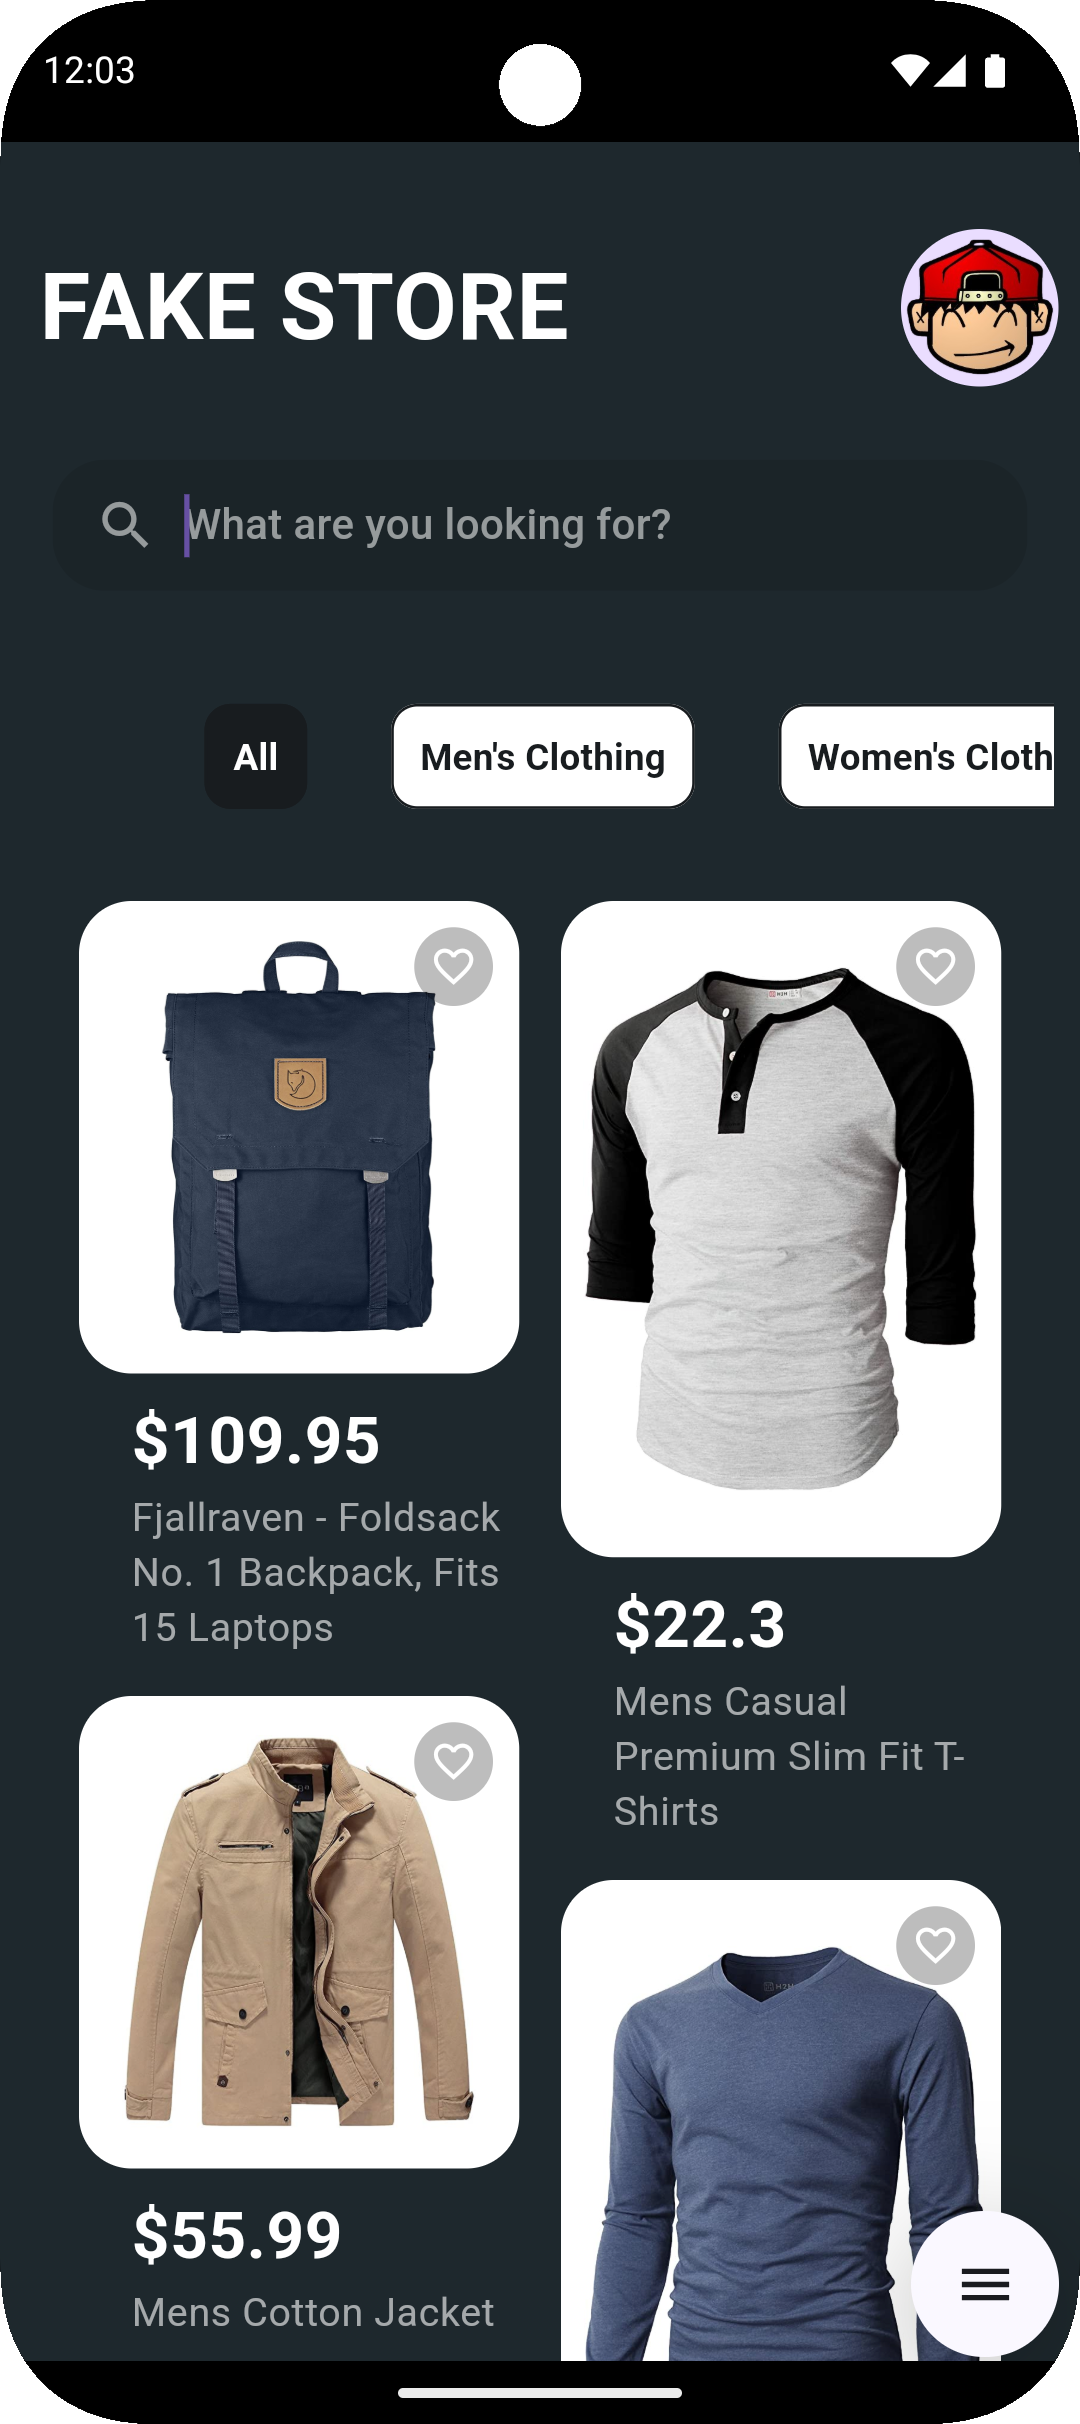 12:03
FAKE STORE
What are you looking for?
All
Men's Clothing
Women's Cloth
$109.95
Fjallraven - Foldsack
No. 1 Backpack, Fits
15 Laptops
$22.3
Mens Casual
Premium Slim Fit T-
Shirts
$55.99
Mens Cotton Jacket